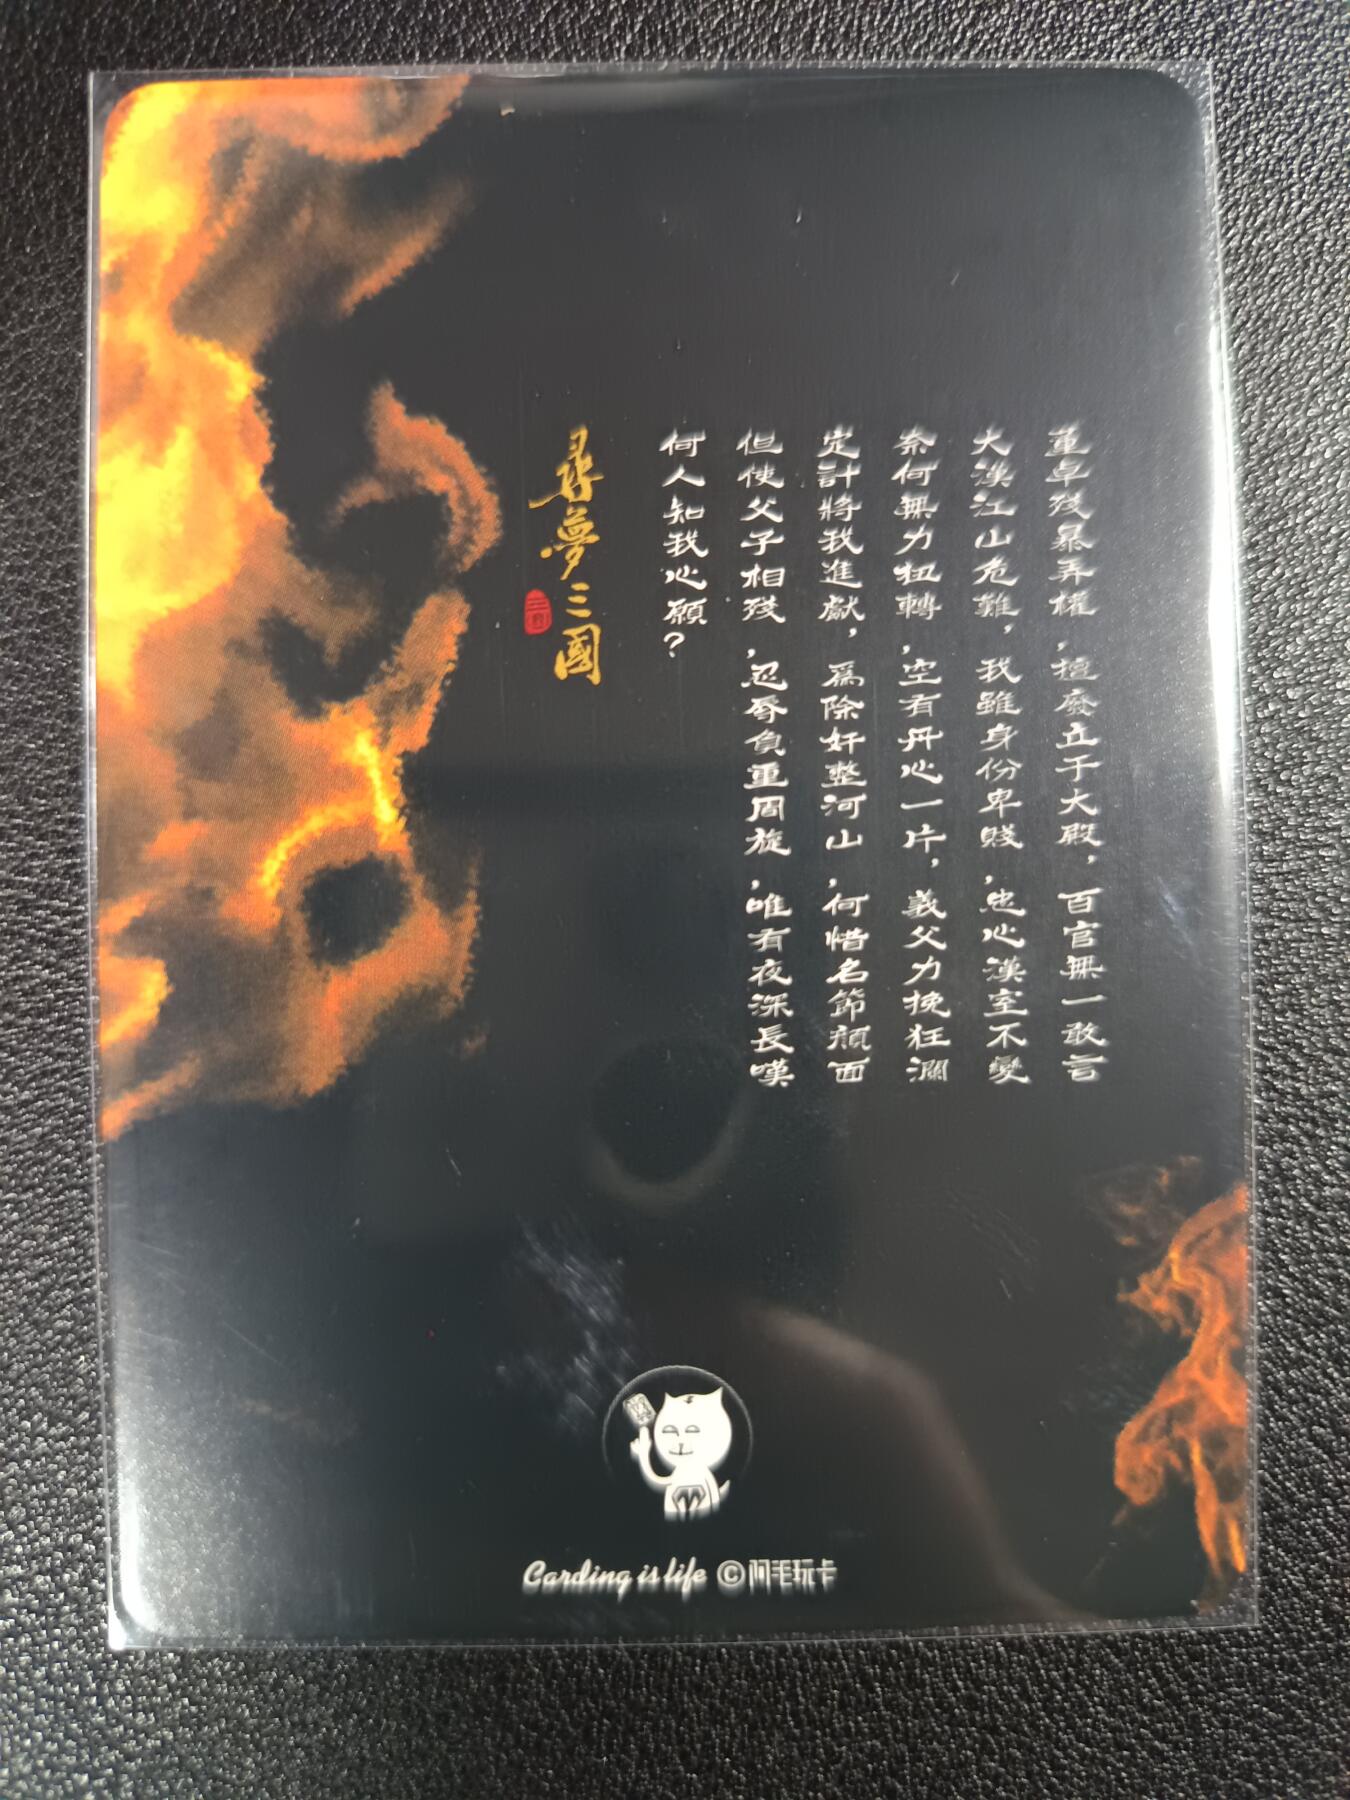 董卓殘暴弄權，擅廢立于大殿，百官無一敢言
大漢江山危難，我雖身份卑賤，忠心漢室不變
奈何無力扭轉，空有丹心一片，義父力挽狂瀾
定計將我進獻，為除奸整河山，何惜名節顏面
但使父子相殘，忍辱負重周旋，唯有夜深長嘆
何人知我心願？
尋夢三國
三國
Carding is life ©阿毛玩卡